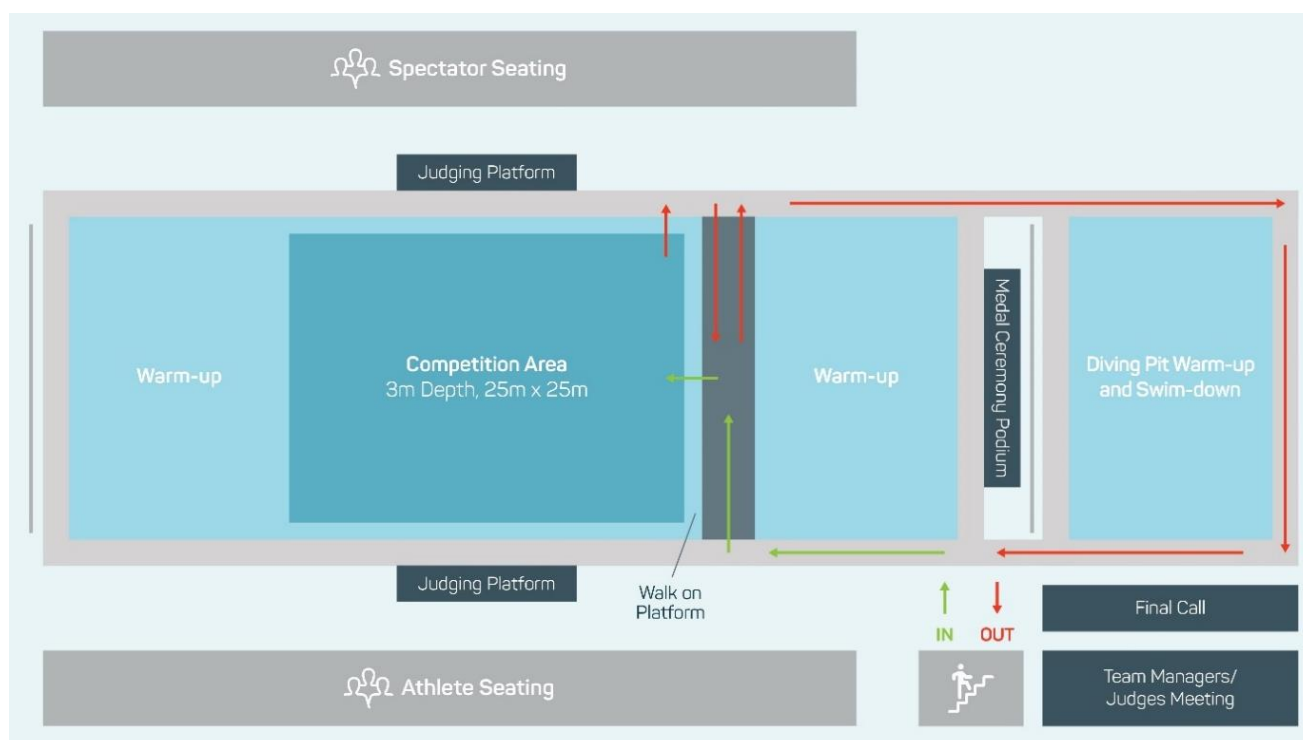 Spectator Seating
Judging Platform
Warm-up
Competition Area
3m Depth, 25m x 25m
Warm-up
Medal Ceremony Podium
Diving Pit Warm-up
and Swim-down
Judging Platform
Walk on
Platform
IN
OUT
Final Call
Athlete Seating
Team Managers/
Judges Meeting